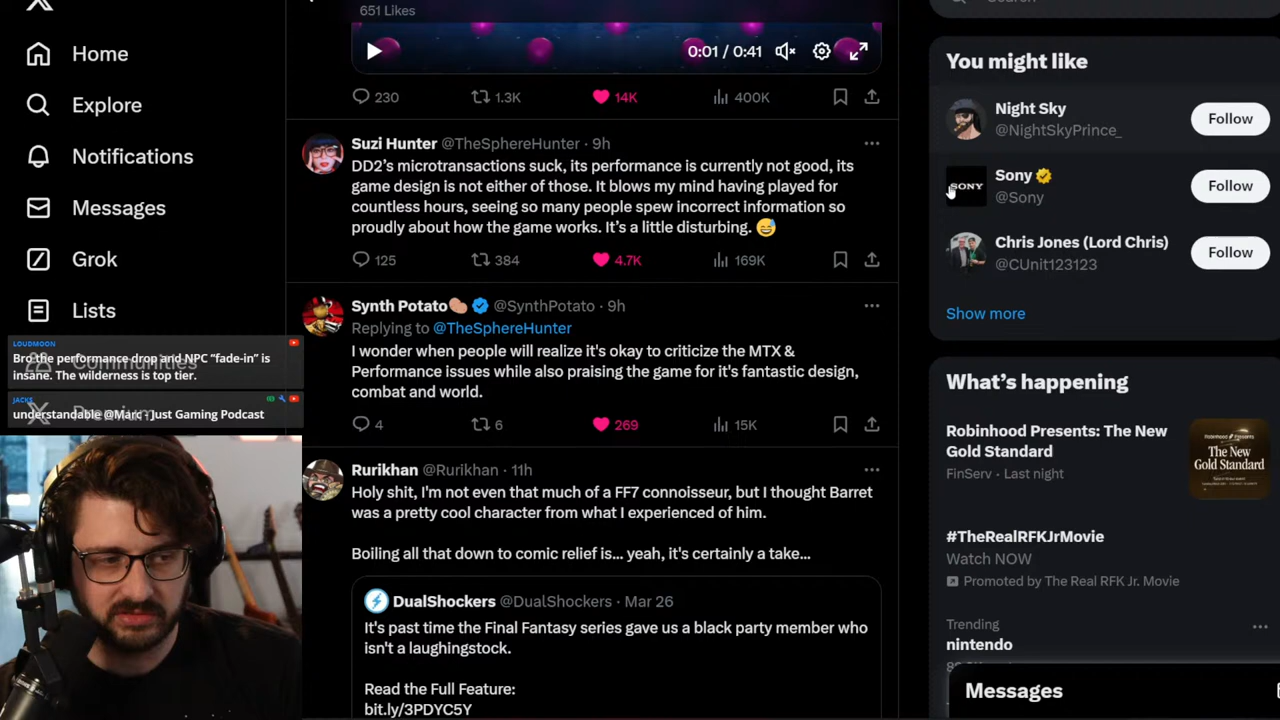 651 Likes
0:01 / 0:41
230
1.3K
14K
400K
Suzi Hunter @TheSphereHunter · 9h
DD2's microtransactions suck, its performance is currently not good, its
game design is not either of those. It blows my mind having played for
countless hours, seeing so many people spew incorrect information so
proudly about how the game works. It's a little disturbing. 😅
125
384
4.7K
169K
Synth Potato🥔 @SynthPotato · 9h
Replying to @TheSphereHunter
I wonder when people will realize it's okay to criticize the MTX &
Performance issues while also praising the game for it's fantastic design,
combat and world.
4
6
269
15K
Rurikhan @Rurikhan · 11h
Holy shit, I'm not even that much of a FF7 connoisseur, but I thought Barret
was a pretty cool character from what I experienced of him.
Boiling all that down to comic relief is... yeah, it's certainly a take...
DualShockers @DualShockers · Mar 26
It's past time the Final Fantasy series gave us a black party member who
isn't a laughingstock.
Read the Full Feature:
bit.ly/3PDYC5Y
Home
Explore
Notifications
Messages
Grok
Lists
Communities
Premium
LOUDMOON
Bro the performance drop and NPC "fade-in" is
insane. The wilderness is top tier.
JACKS
understandable @Marc - Just Gaming Podcast
Search
You might like
Night Sky
@NightSkyPrince_
Follow
SONY
Sony
@Sony
Follow
Chris Jones (Lord Chris)
@CUnit123123
Follow
Show more
What's happening
Robinhood Presents: The New
Gold Standard
FinServ · Last night
The New
Gold Standard
#TheRealRFKJrMovie
Watch NOW
Promoted by The Real RFK Jr. Movie
Trending
nintendo
Messages